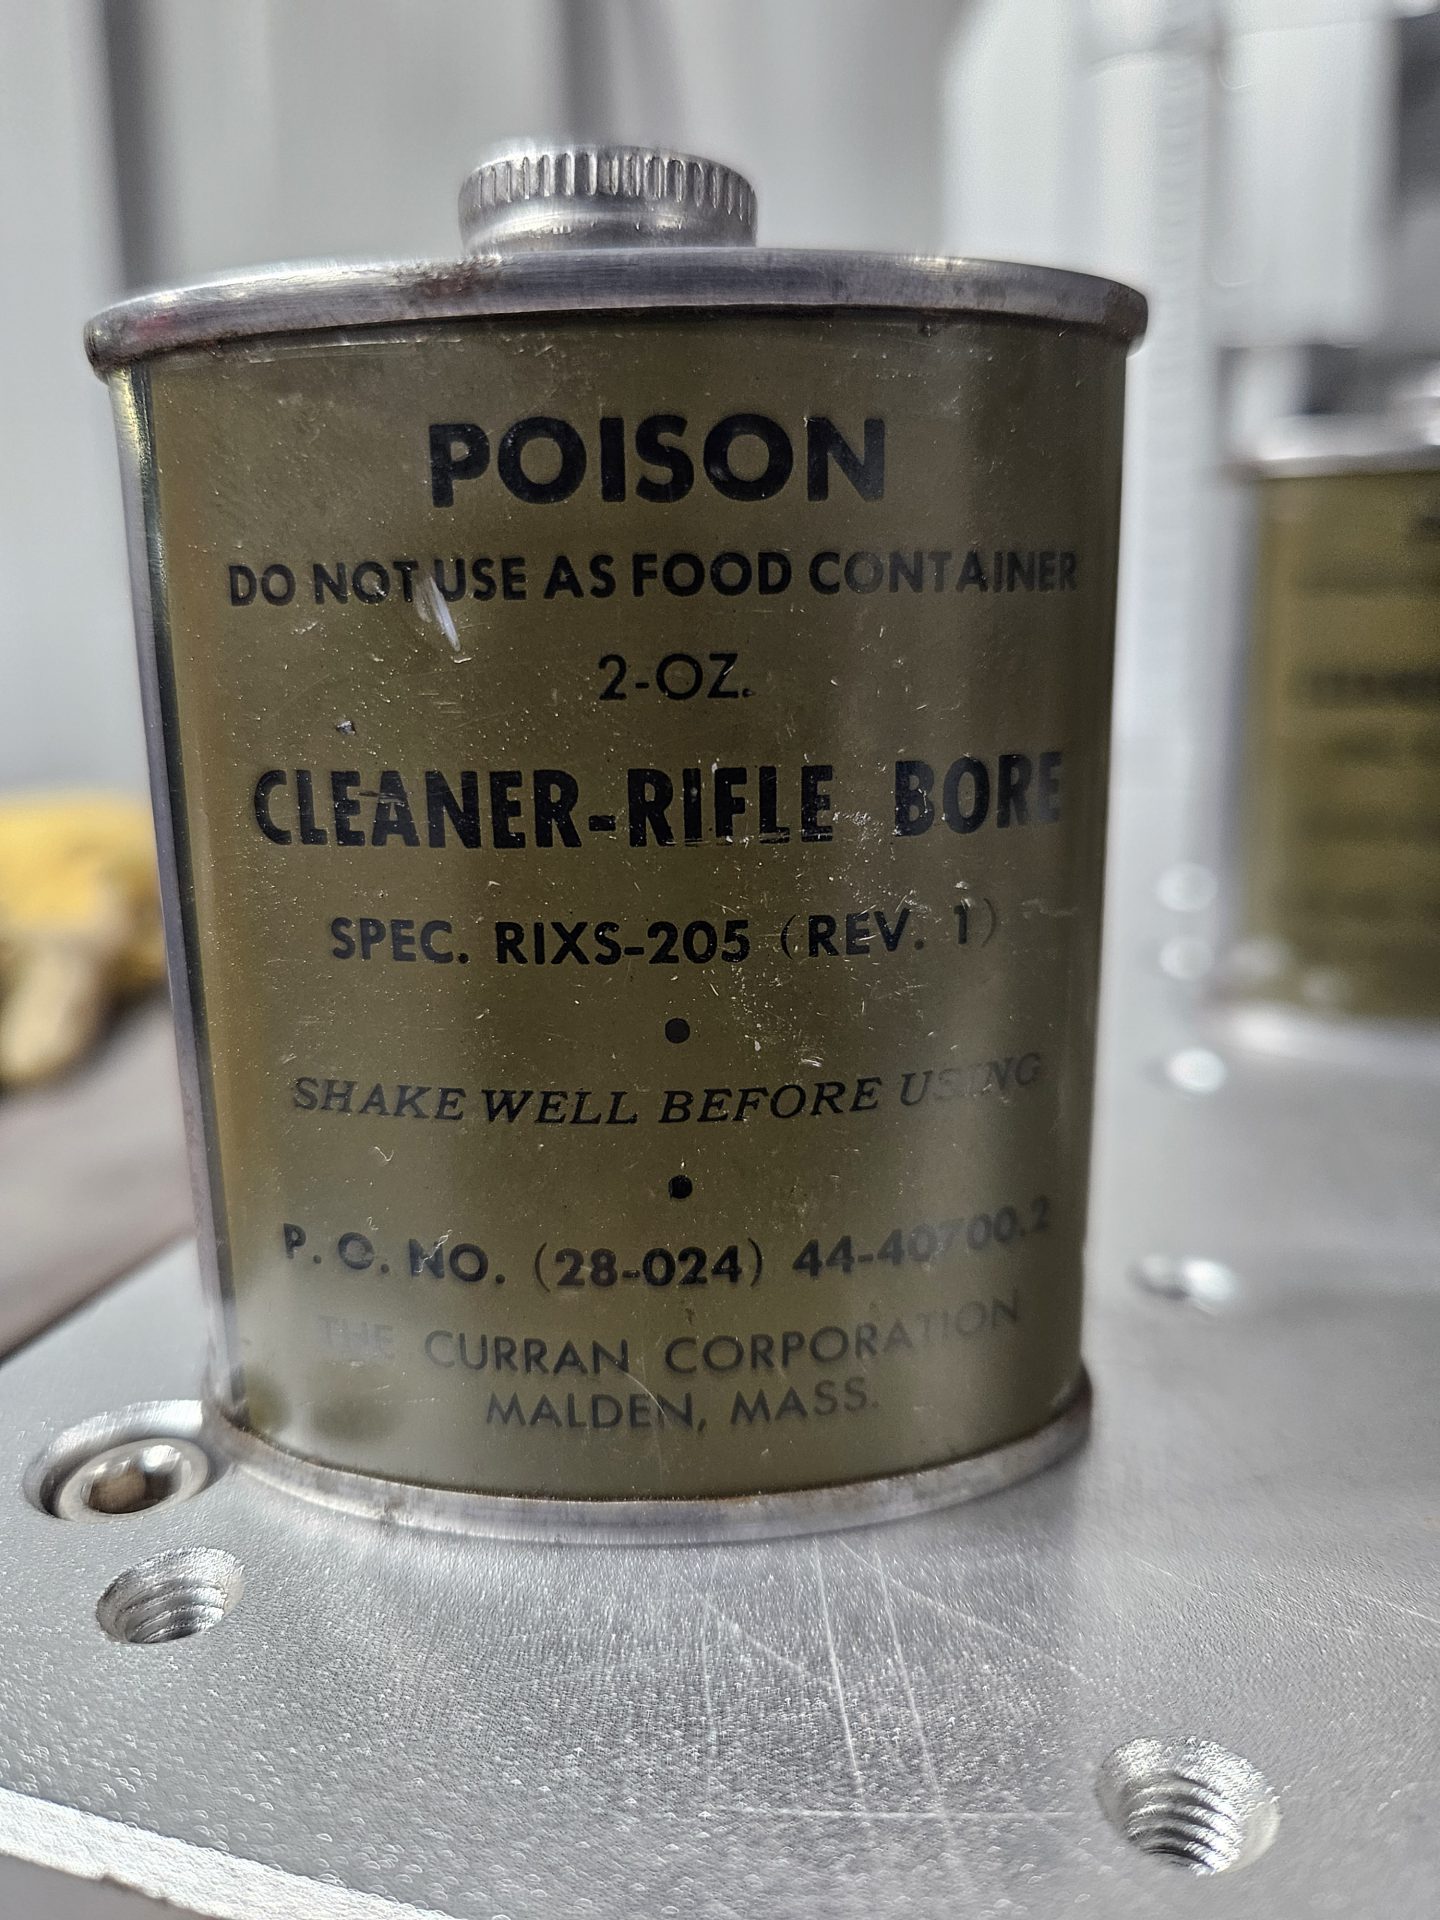 POISON
DO NOT USE AS FOOD CONTAINER
2-OZ.
CLEANER-RIFLE BORE
SPEC. RIXS-205 (REV. 1)
•
SHAKE WELL BEFORE USING
•
P. O. NO. (28-024) 44-40700.2
THE CURRAN CORPORATION
MALDEN, MASS.